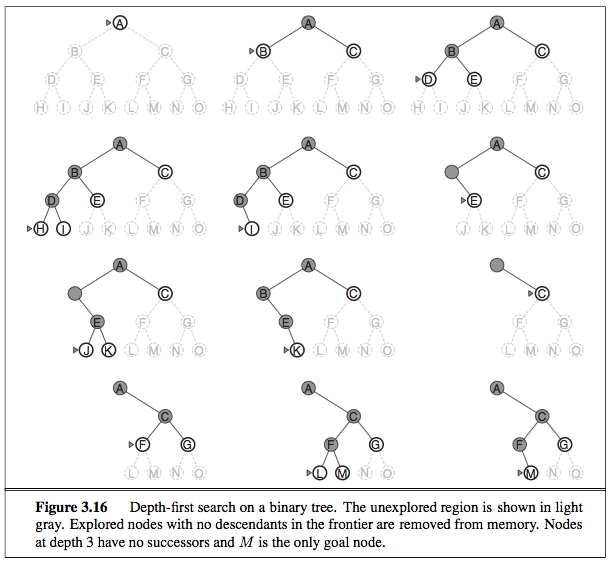 A A A
B C B C B C
D E F G D E F G D E F G
H I J K L M N O H I J K L M N O H I J K L M N O
A A A
B C B C C
D E F G D E F G E F G
H I J K L M N O I J K L M N O J K L M N O
A A
C B C C
E F G E F G F G
J K L M N O K L M N O L M N O
A A A
C C C
F G F G F G
L M N O L M N O M N O
Figure 3.16 Depth-first search on a binary tree. The unexplored region is shown in light
gray. Explored nodes with no descendants in the frontier are removed from memory. Nodes
at depth 3 have no successors and M is the only goal node.